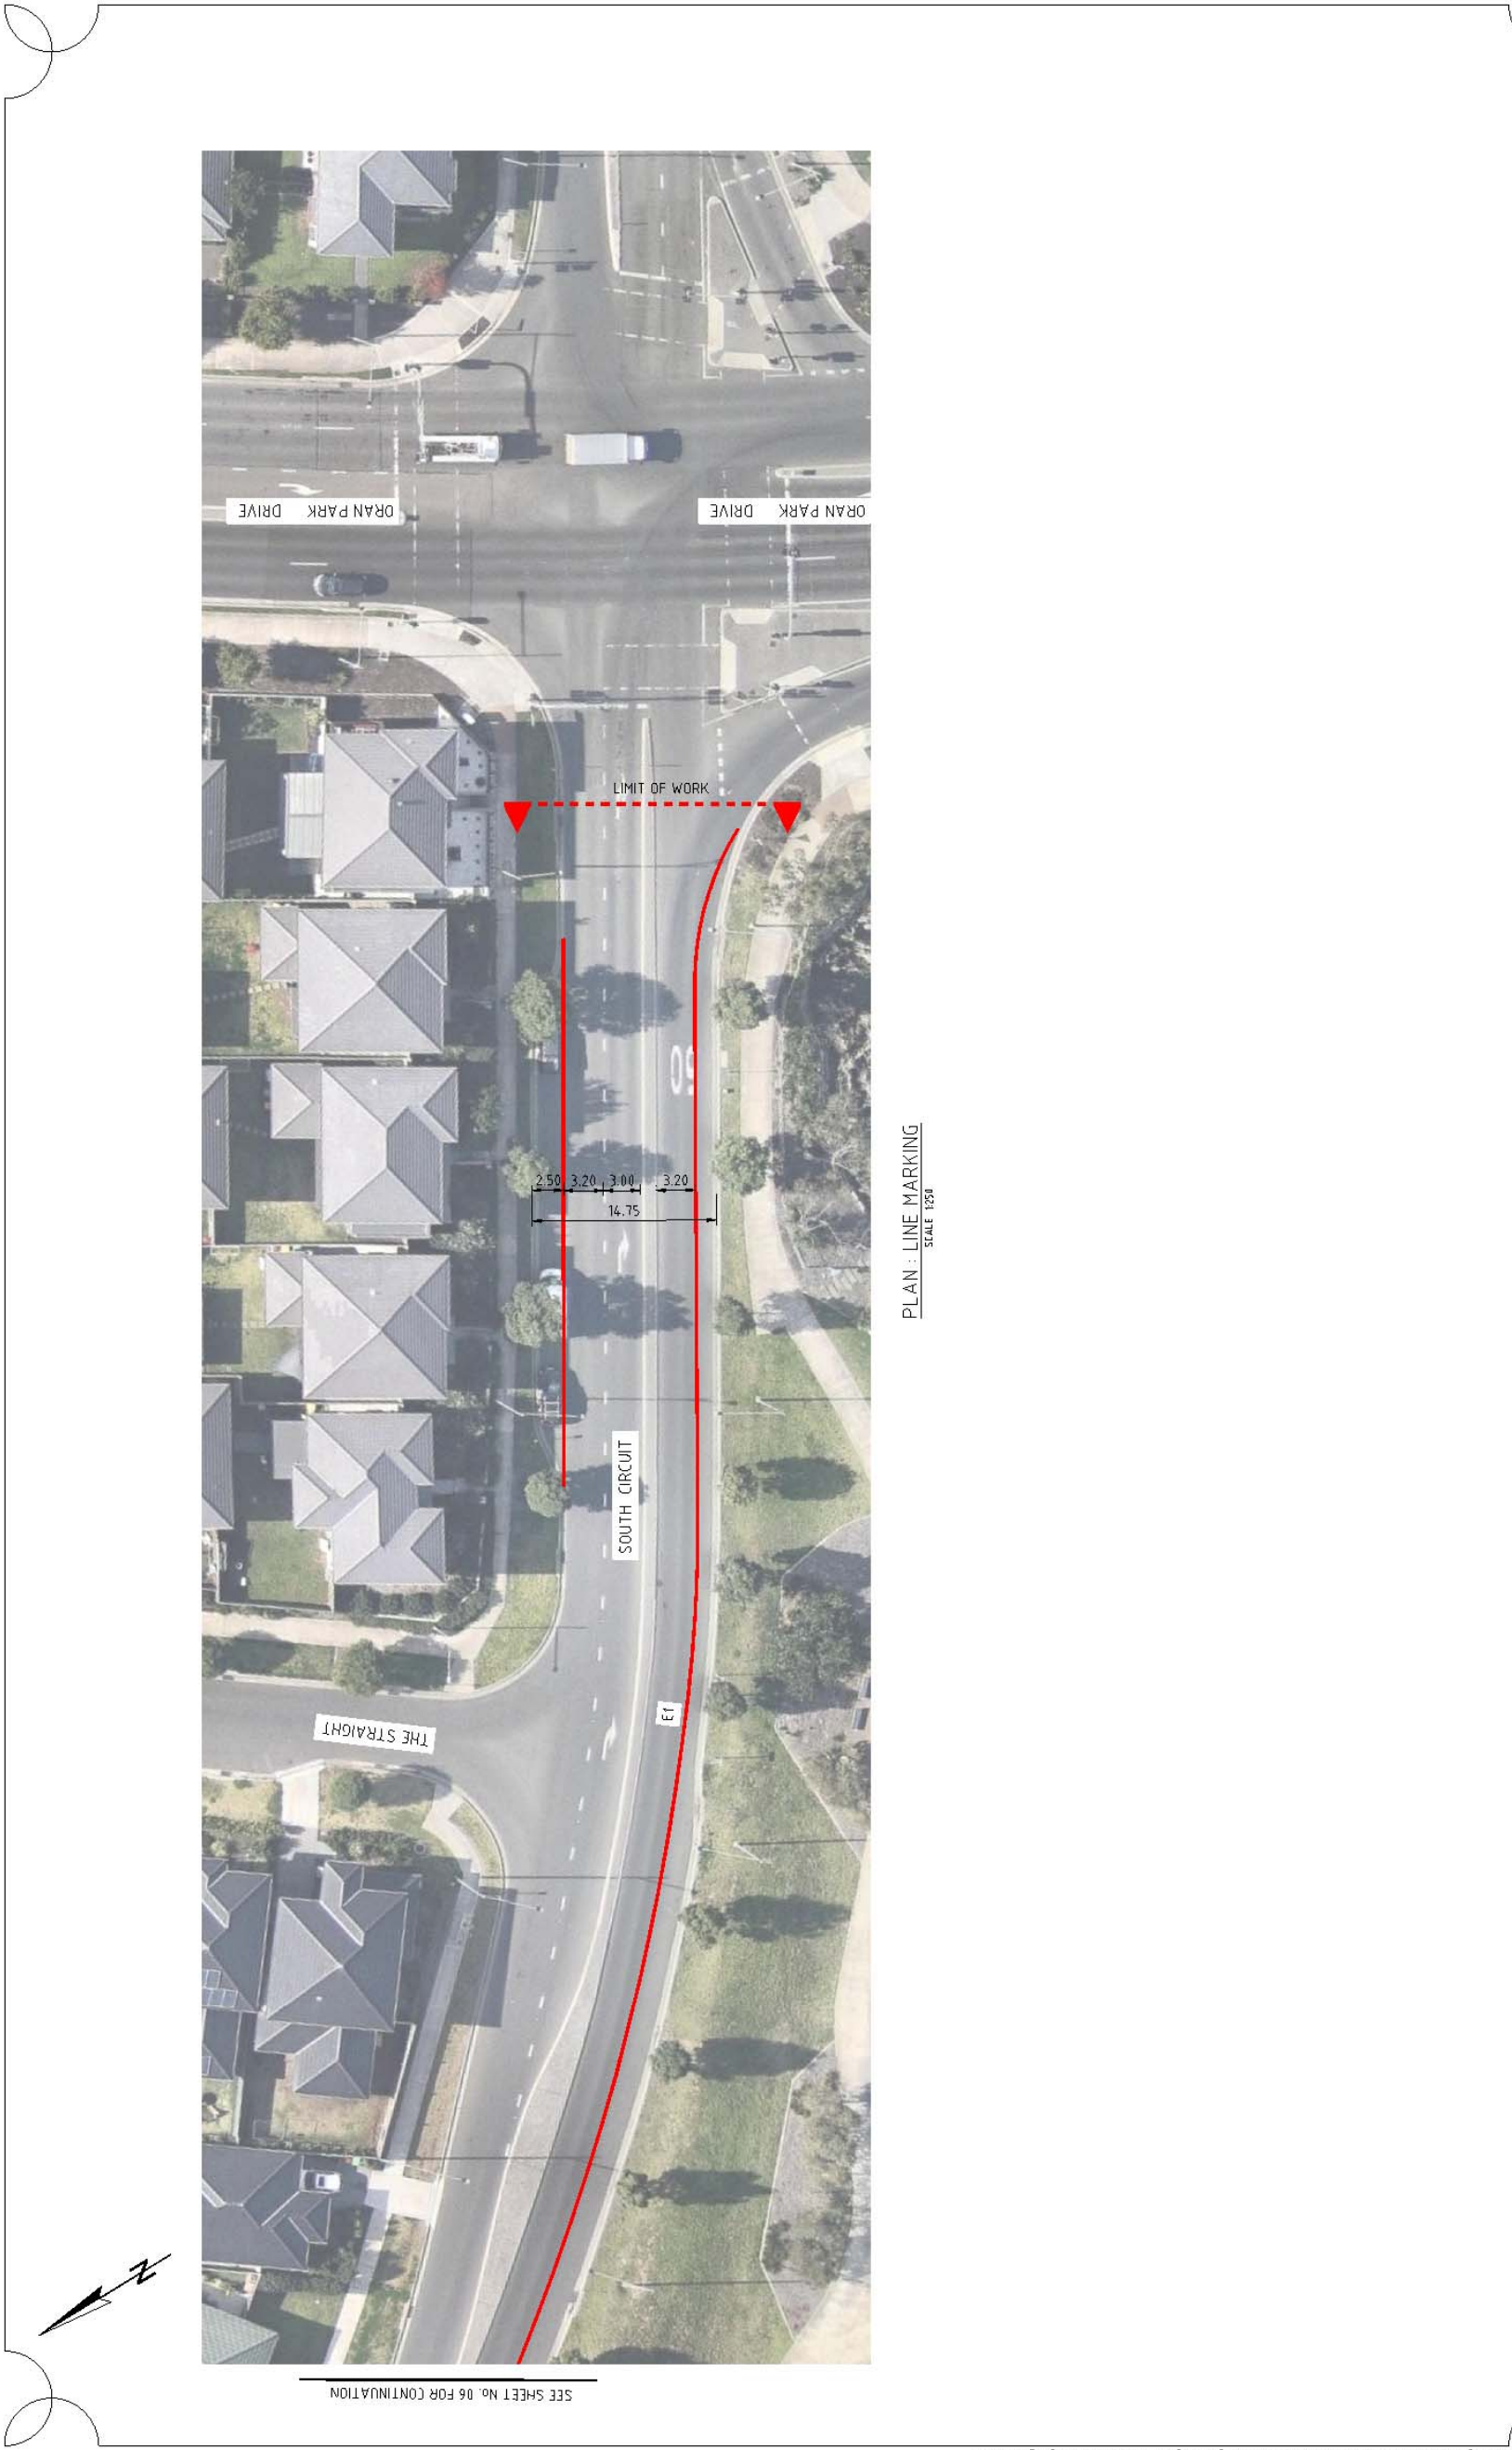 ORAN PARK DRIVE
ORAN PARK DRIVE
LIMIT OF WORK
50
2.50 3.20 3.00 3.20
14.75
PLAN : LINE MARKING
SCALE 1:250
SOUTH CIRCUIT
E1
THE STRAIGHT
N
SEE SHEET No. 06 FOR CONTINUATION